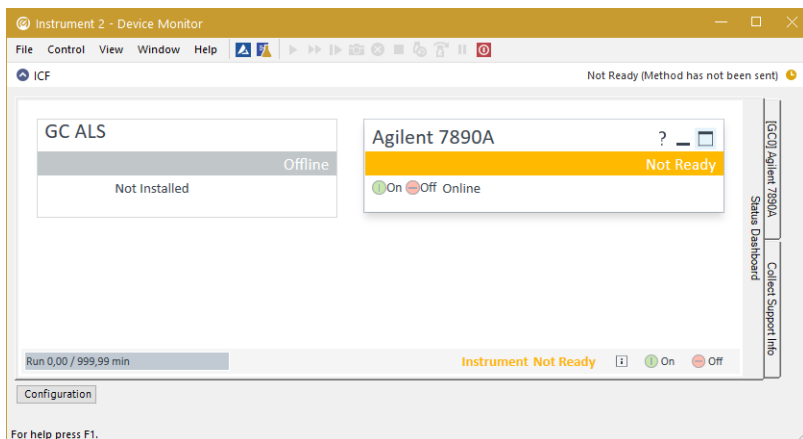 Instrument 2 - Device Monitor
File Control View Window Help
ICF
Not Ready (Method has not been sent)
GC ALS
Offline
Not Installed
Agilent 7890A ?
Not Ready
On Off Online
[GC0] Agilent 7890A
Status Dashboard
Collect Support Info
Run 0,00 / 999,99 min
Instrument Not Ready i On Off
Configuration
For help press F1.